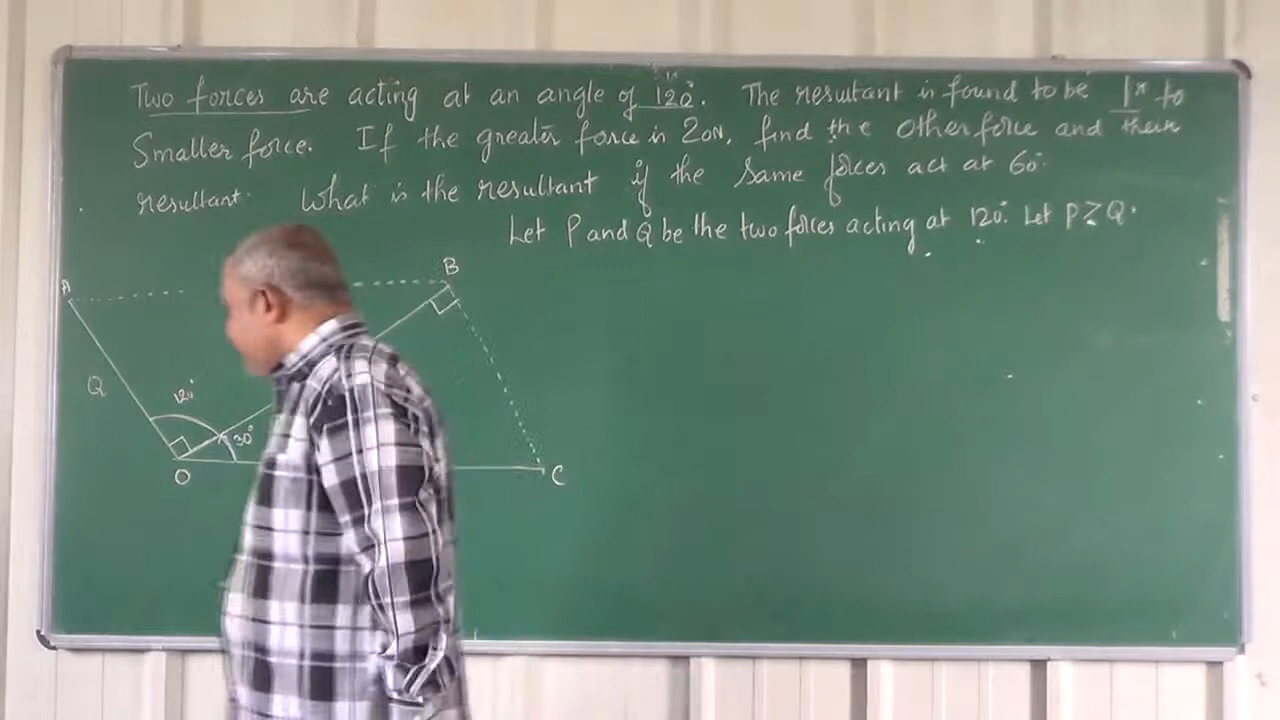 Two forces are acting at an angle of 120°. The resultant is found to be 1r to
Smaller force. If the greater force is 20N, find the other force and their
resultant. What is the resultant if the same forces act at 60°.
Let P and Q be the two forces acting at 120°. Let P ≥ Q.
A
B
Q
120°
30°
O
C